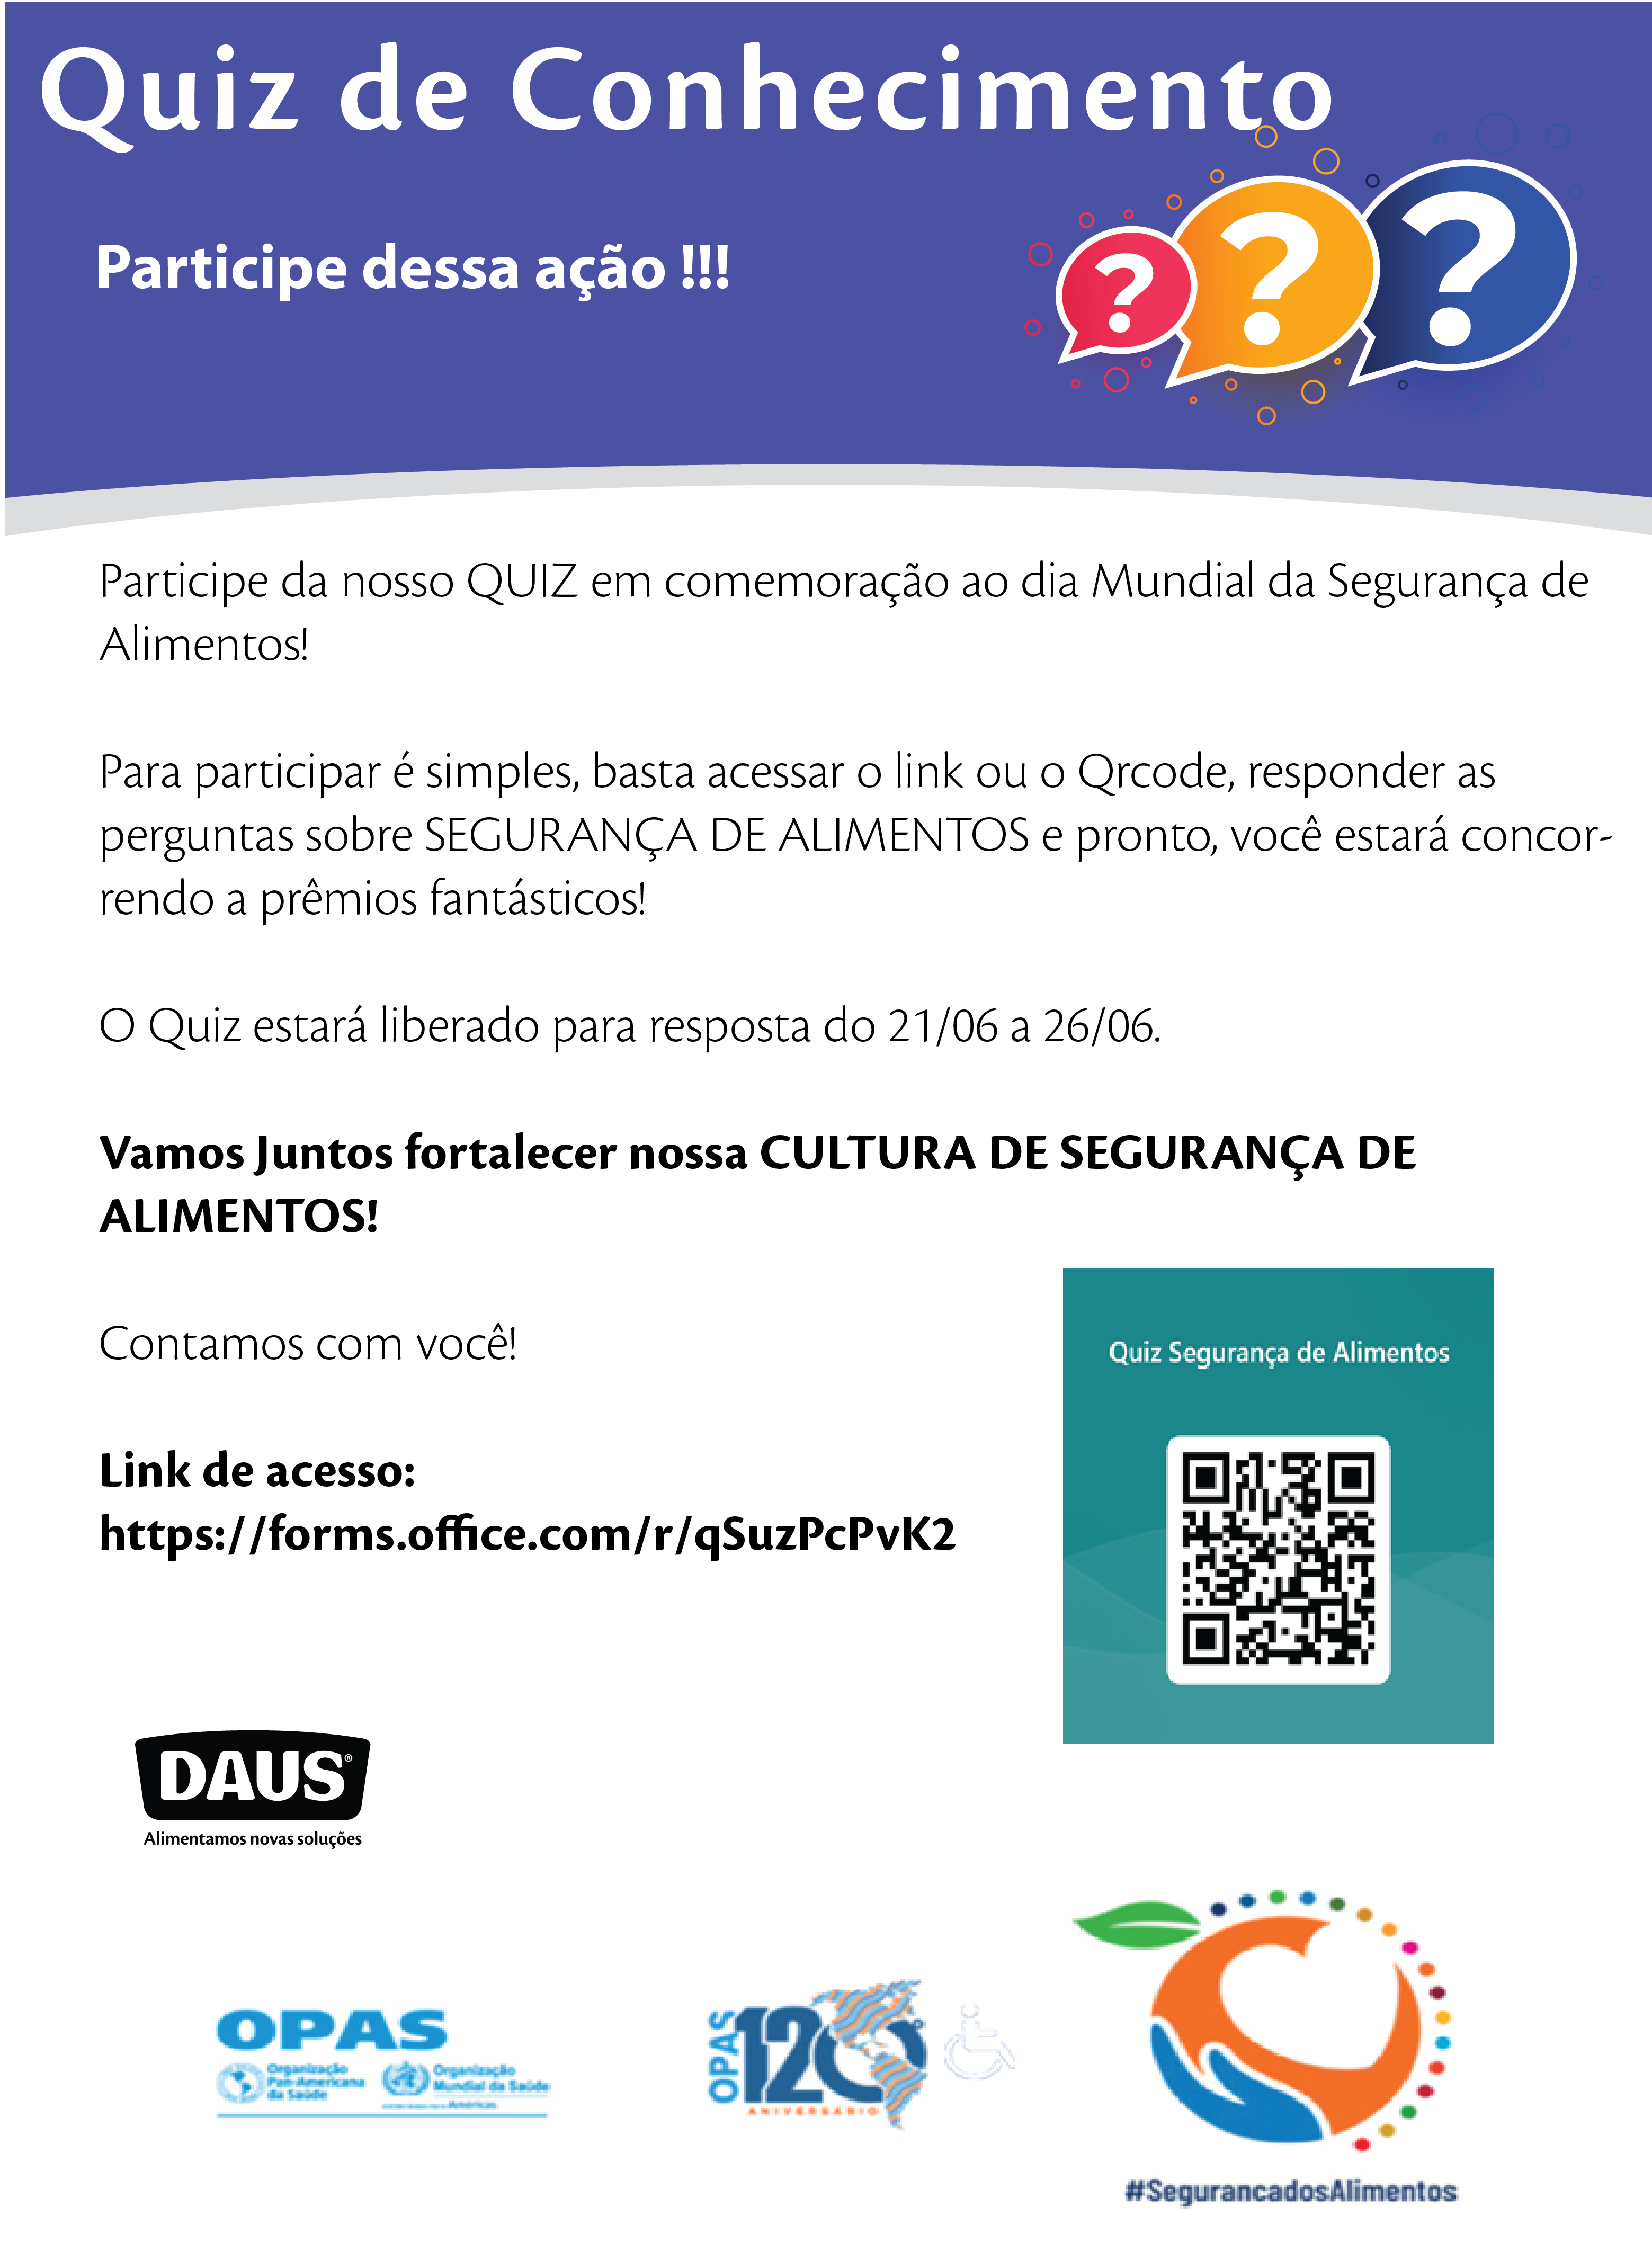 Quiz de Conhecimento
Participe dessa ação !!!
? ? ?
Participe da nosso QUIZ em comemoração ao dia Mundial da Segurança de
Alimentos!
Para participar é simples, basta acessar o link ou o Qrcode, responder as
perguntas sobre SEGURANÇA DE ALIMENTOS e pronto, você estará concor-
rendo a prêmios fantásticos!
O Quiz estará liberado para resposta do 21/06 a 26/06.
Vamos Juntos fortalecer nossa CULTURA DE SEGURANÇA DE
ALIMENTOS!
Contamos com você!
Quiz Segurança de Alimentos
Link de acesso:
https://forms.office.com/r/qSuzPcPvK2
DAUS®
Alimentamos novas soluções
OPAS
Organização
Pan-Americana
da Saúde
Organização
Mundial da Saúde
Américas
OPAS
120
ANIVERSÁRIO
#SegurancadosAlimentos